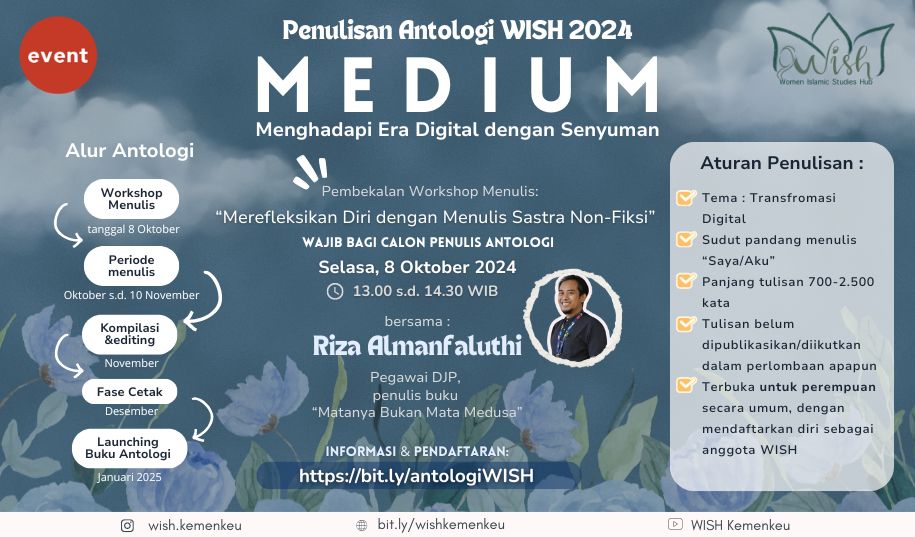 event
Penulisan Antologi WISH 2024
MEDIUM
Menghadapi Era Digital dengan Senyuman
Wish
Women Islamic Studies Hub
Alur Antologi
Workshop
Menulis
tanggal 8 Oktober
Periode
menulis
Oktober s.d. 10 November
Kompilasi
&editing
November
Fase Cetak
Desember
Launching
Buku Antologi
Januari 2025
Pembekalan Workshop Menulis:
“Merefleksikan Diri dengan Menulis Sastra Non-Fiksi”
WAJIB BAGI CALON PENULIS ANTOLOGI
Selasa, 8 Oktober 2024
13.00 s.d. 14.30 WIB
bersama :
Riza Almanfaluthi
Pegawai DJP,
penulis buku
“Matanya Bukan Mata Medusa”
INFORMASI & PENDAFTARAN:
https://bit.ly/antologiWISH
Aturan Penulisan :
Tema : Transfromasi
Digital
Sudut pandang menulis
“Saya/Aku”
Panjang tulisan 700-2.500
kata
Tulisan belum
dipublikasikan/diikutkan
dalam perlombaan apapun
Terbuka untuk perempuan
secara umum, dengan
mendaftarkan diri sebagai
anggota WISH
wish.kemenkeu
bit.ly/wishkemenkeu
WISH Kemenkeu